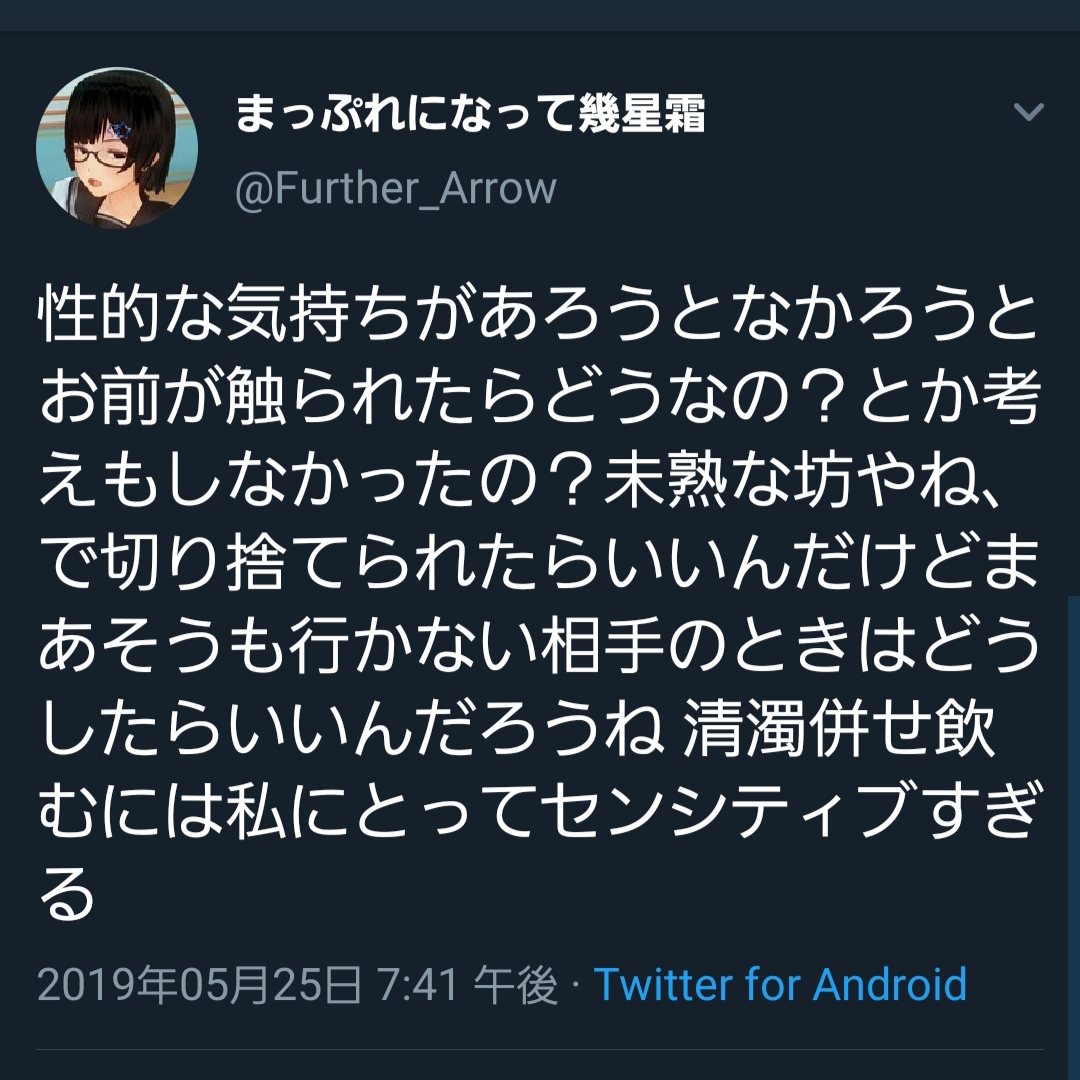 まっぷれになって幾星霜
@Further_Arrow
性的な気持ちがあろうとなかろうと
お前が触られたらどうなの？とか考
えもしなかったの？未熟な坊やね、
で切り捨てられたらいいんだけどま
あそうも行かない相手のときはどう
したらいいんだろうね 清濁併せ飲
むには私にとってセンシティブすぎ
る
2019年05月25日 7:41 午後 · Twitter for Android